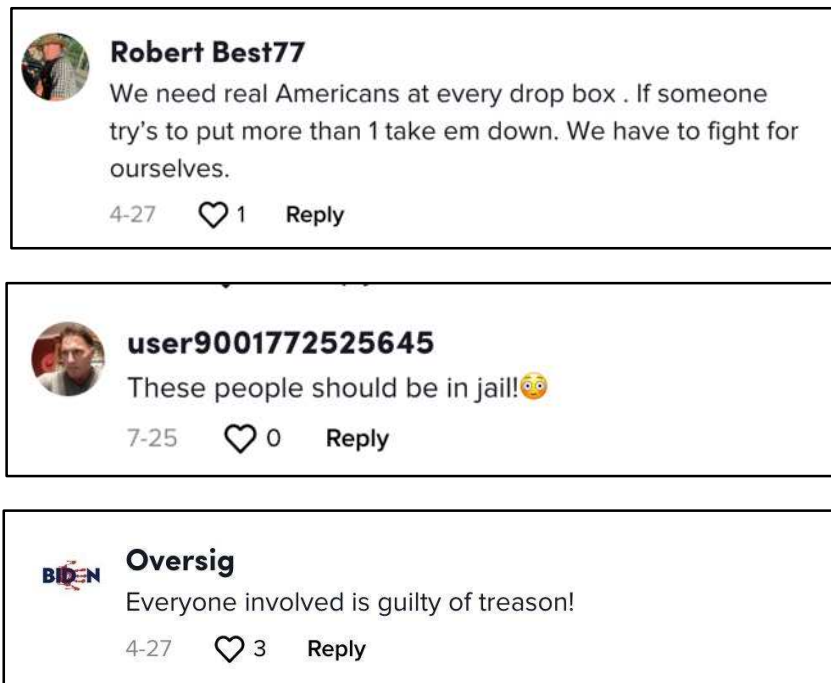 Robert Best77
We need real Americans at every drop box . If someone
try's to put more than 1 take em down. We have to fight for
ourselves.
4-27 1 Reply
user9001772525645
These people should be in jail!😳
7-25 0 Reply
BIDEN
Oversig
Everyone involved is guilty of treason!
4-27 3 Reply